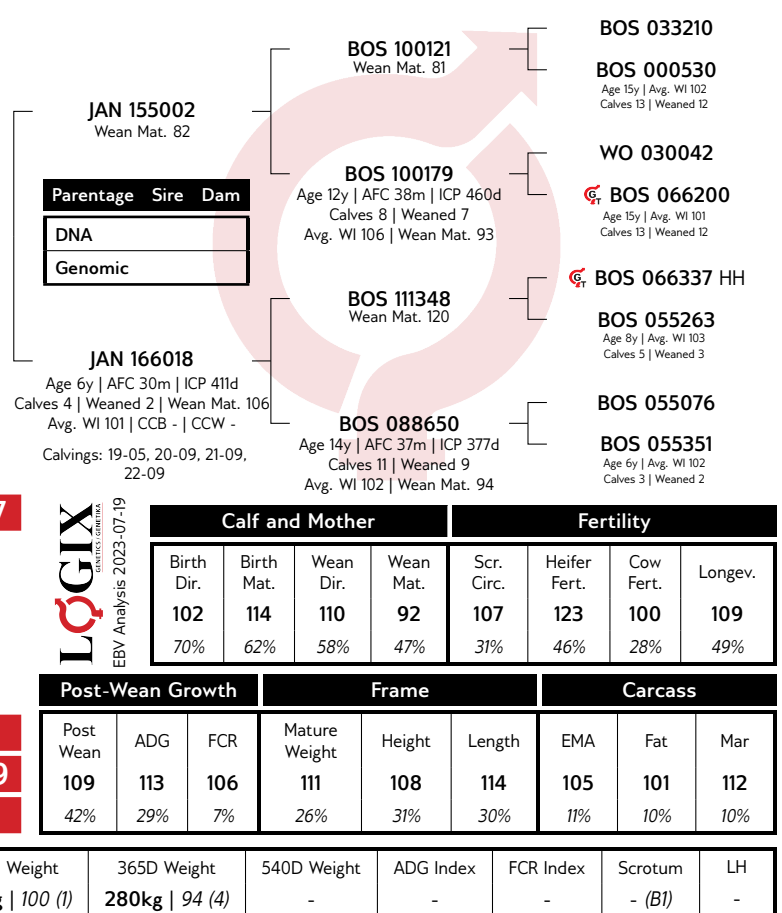 BOS 033210
BOS 100121
Wean Mat. 81
BOS 000530
Age 15y | Avg. WI 102
Calves 13 | Weaned 12
JAN 155002
Wean Mat. 82
WO 030042
BOS 100179
Age 12y | AFC 38m | ICP 460d
Calves 8 | Weaned 7
Avg. WI 106 | Wean Mat. 93
GT BOS 066200
Age 15y | Avg. WI 101
Calves 13 | Weaned 12
Parentage Sire Dam
DNA
Genomic
GT BOS 066337 HH
BOS 111348
Wean Mat. 120
BOS 055263
Age 8y | Avg. WI 103
Calves 5 | Weaned 3
JAN 166018
Age 6y | AFC 30m | ICP 411d
Calves 4 | Weaned 2 | Wean Mat. 106
Avg. WI 101 | CCB - | CCW -
Calvings: 19-05, 20-09, 21-09,
22-09
BOS 055076
BOS 088650
Age 14y | AFC 37m | ICP 377d
Calves 11 | Weaned 9
Avg. WI 102 | Wean Mat. 94
BOS 055351
Age 6y | Avg. WI 102
Calves 3 | Weaned 2
7
LOGIX
GENETICS | GENETIKA
EBV Analysis 2023-07-19
Calf and Mother Fertility
Birth Dir. Birth Mat. Wean Dir. Wean Mat. Scr. Circ. Heifer Fert. Cow Fert. Longev.
102 114 110 92 107 123 100 109
70% 62% 58% 47% 31% 46% 28% 49%
Post-Wean Growth Frame Carcass
Post Wean ADG FCR Mature Weight Height Length EMA Fat Mar
109 113 106 111 108 114 105 101 112
42% 29% 7% 26% 31% 30% 11% 10% 10%
9
Weight 365D Weight 540D Weight ADG Index FCR Index Scrotum LH
| 100 (1) 280kg | 94 (4) - - - - (B1) -